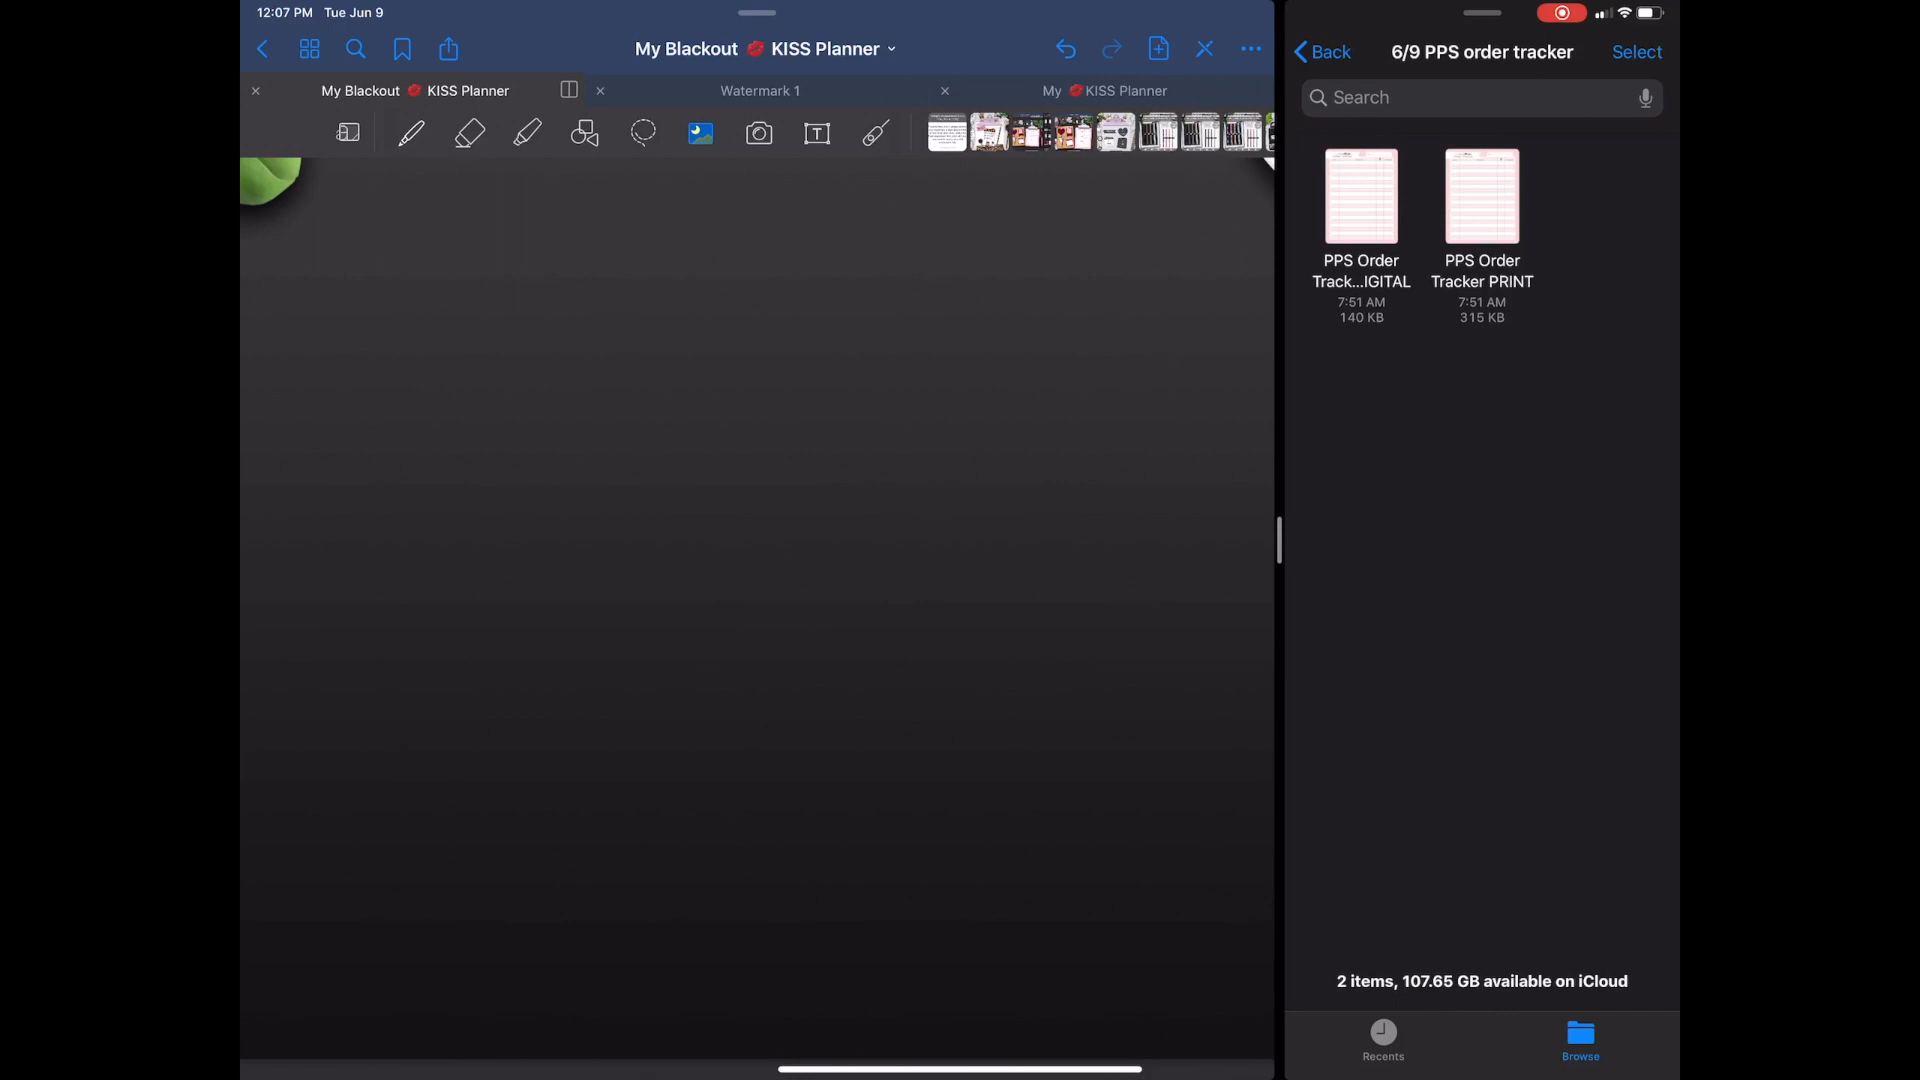 12:07 PM Tue Jun 9
My Blackout 💋 KISS Planner
My Blackout 💋 KISS Planner
Watermark 1
My 💋KISS Planner
T
Back
6/9 PPS order tracker
Select
Search
PPS Order
Track...IGITAL
7:51 AM
140 KB
PPS Order
Tracker PRINT
7:51 AM
315 KB
2 items, 107.65 GB available on iCloud
Recents
Browse